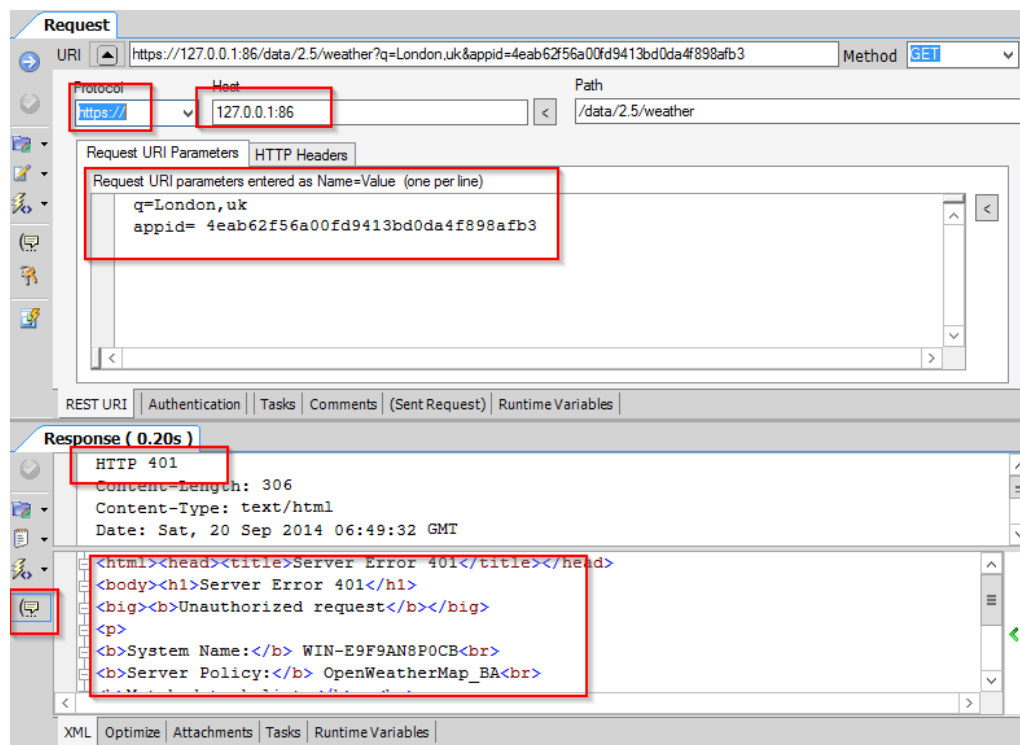 Request
URI https://127.0.0.1:86/data/2.5/weather?q=London,uk&appid=4eab62f56a00fd9413bd0da4f898afb3 Method GET
Protocol Host Path
https:// 127.0.0.1:86 < /data/2.5/weather
Request URI Parameters HTTP Headers
Request URI parameters entered as Name=Value (one per line)
q=London,uk <
appid= 4eab62f56a00fd9413bd0da4f898afb3
REST URI Authentication Tasks Comments (Sent Request) Runtime Variables
Response ( 0.20s )
HTTP 401
Content-Length: 306
Content-Type: text/html
Date: Sat, 20 Sep 2014 06:49:32 GMT
<html><head><title>Server Error 401</title></head>
<body><h1>Server Error 401</h1>
<big><b>Unauthorized request</b></big>
<p>
<b>System Name:</b> WIN-E9F9AN8P0CB<br>
<b>Server Policy:</b> OpenWeatherMap_BA<br>
XML Optimize Attachments Tasks Runtime Variables